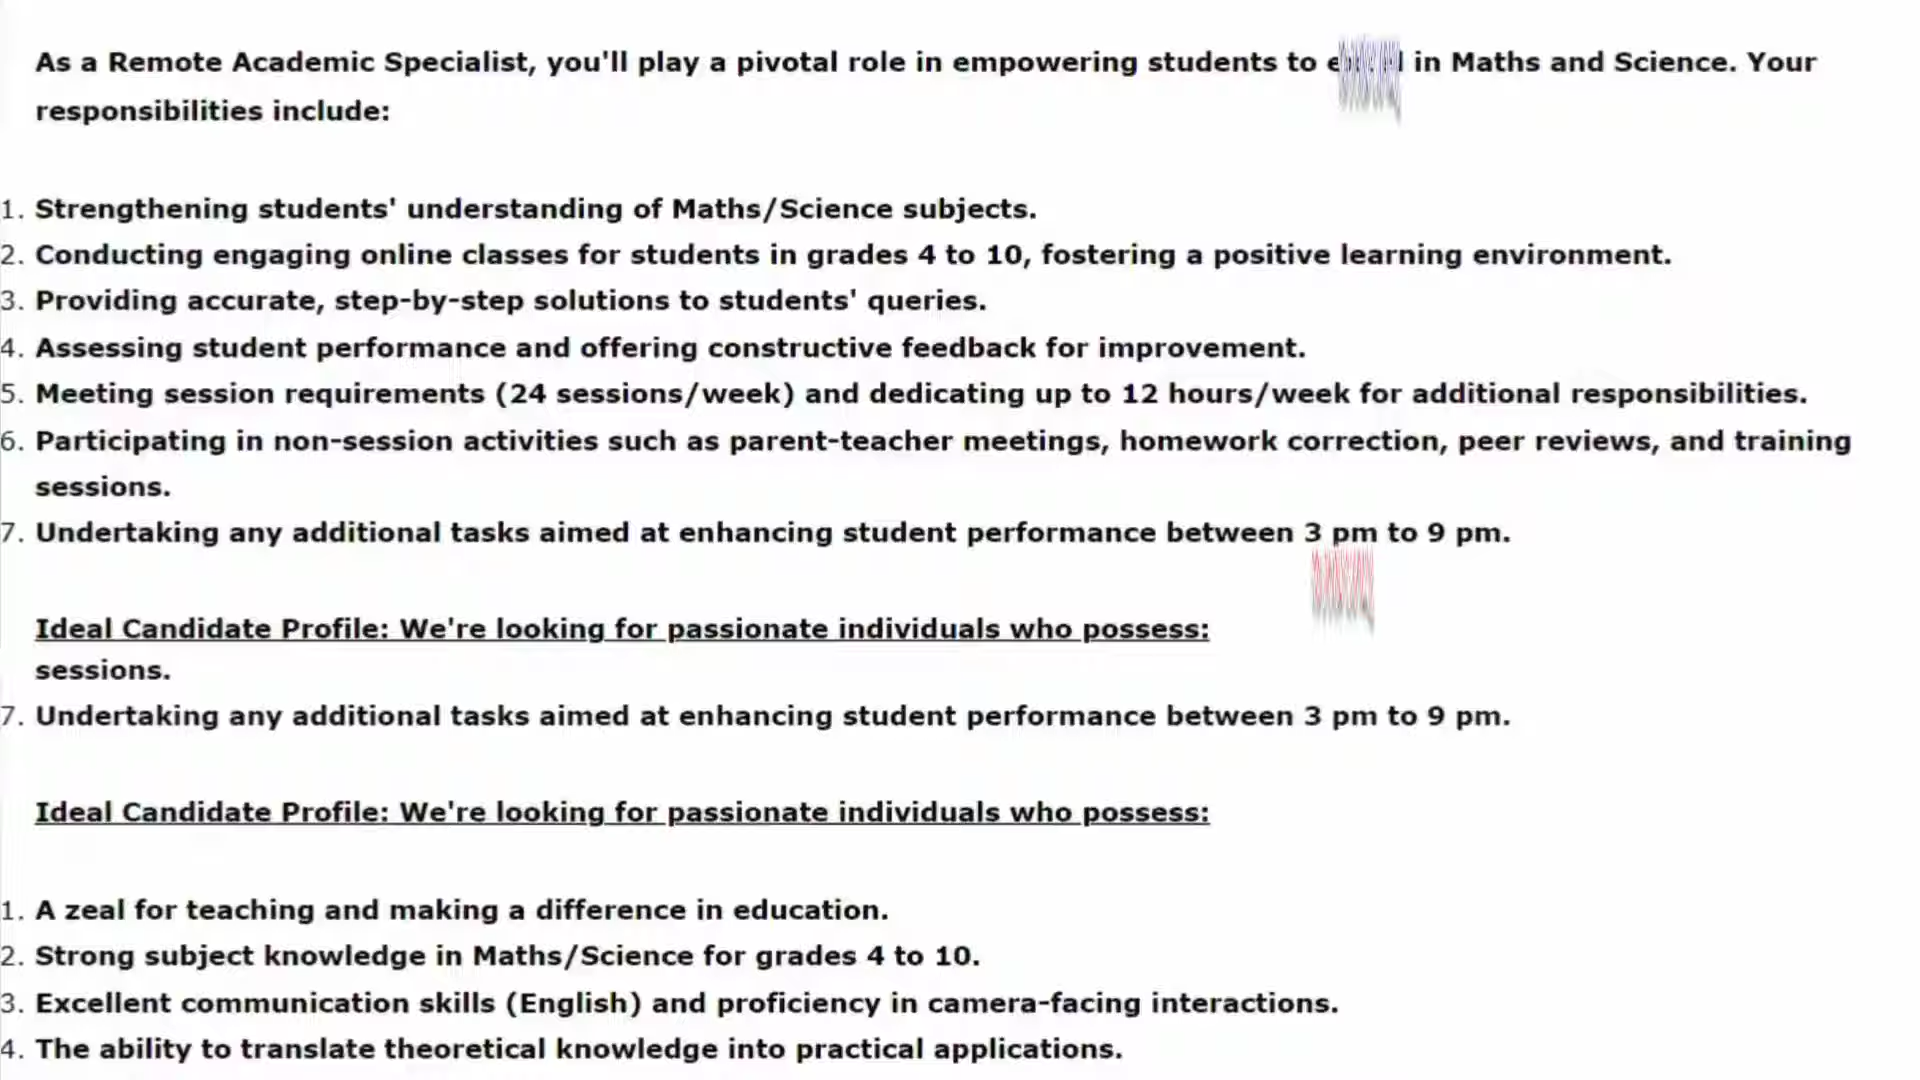 As a Remote Academic Specialist, you'll play a pivotal role in empowering students to in Maths and Science. Your
responsibilities include:
1. Strengthening students' understanding of Maths/Science subjects.
2. Conducting engaging online classes for students in grades 4 to 10, fostering a positive learning environment.
3. Providing accurate, step-by-step solutions to students' queries.
4. Assessing student performance and offering constructive feedback for improvement.
5. Meeting session requirements (24 sessions/week) and dedicating up to 12 hours/week for additional responsibilities.
6. Participating in non-session activities such as parent-teacher meetings, homework correction, peer reviews, and training
sessions.
7. Undertaking any additional tasks aimed at enhancing student performance between 3 pm to 9 pm.
Ideal Candidate Profile: We're looking for passionate individuals who possess:
sessions.
7. Undertaking any additional tasks aimed at enhancing student performance between 3 pm to 9 pm.
Ideal Candidate Profile: We're looking for passionate individuals who possess:
1. A zeal for teaching and making a difference in education.
2. Strong subject knowledge in Maths/Science for grades 4 to 10.
3. Excellent communication skills (English) and proficiency in camera-facing interactions.
4. The ability to translate theoretical knowledge into practical applications.